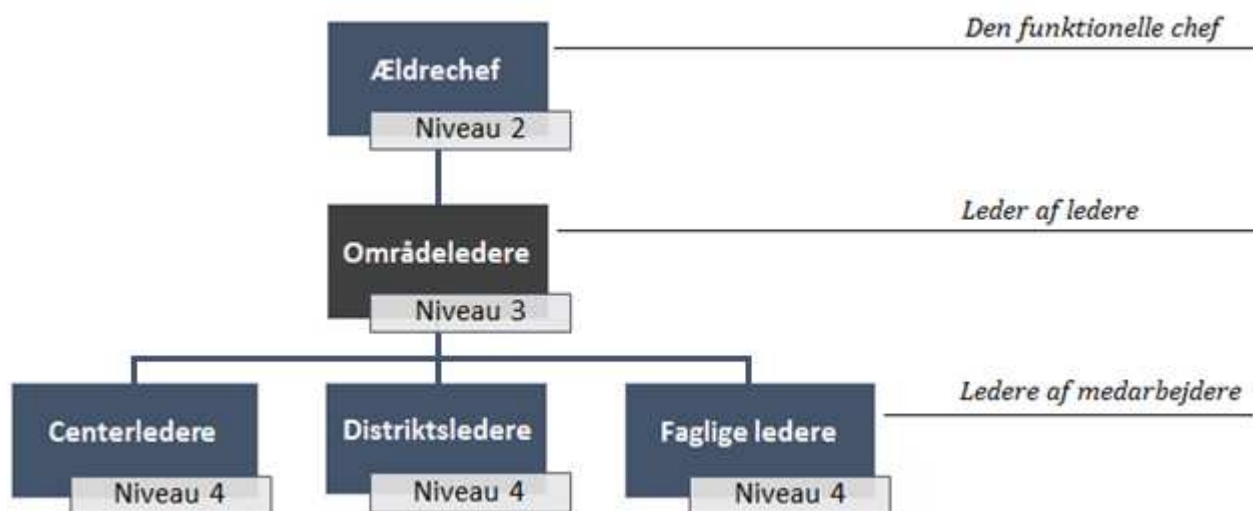 Den funktionelle chef
Ældrechef
Niveau 2
Leder af ledere
Områdeledere
Niveau 3
Ledere af medarbejdere
Centerledere
Distriktsledere
Faglige ledere
Niveau 4
Niveau 4
Niveau 4